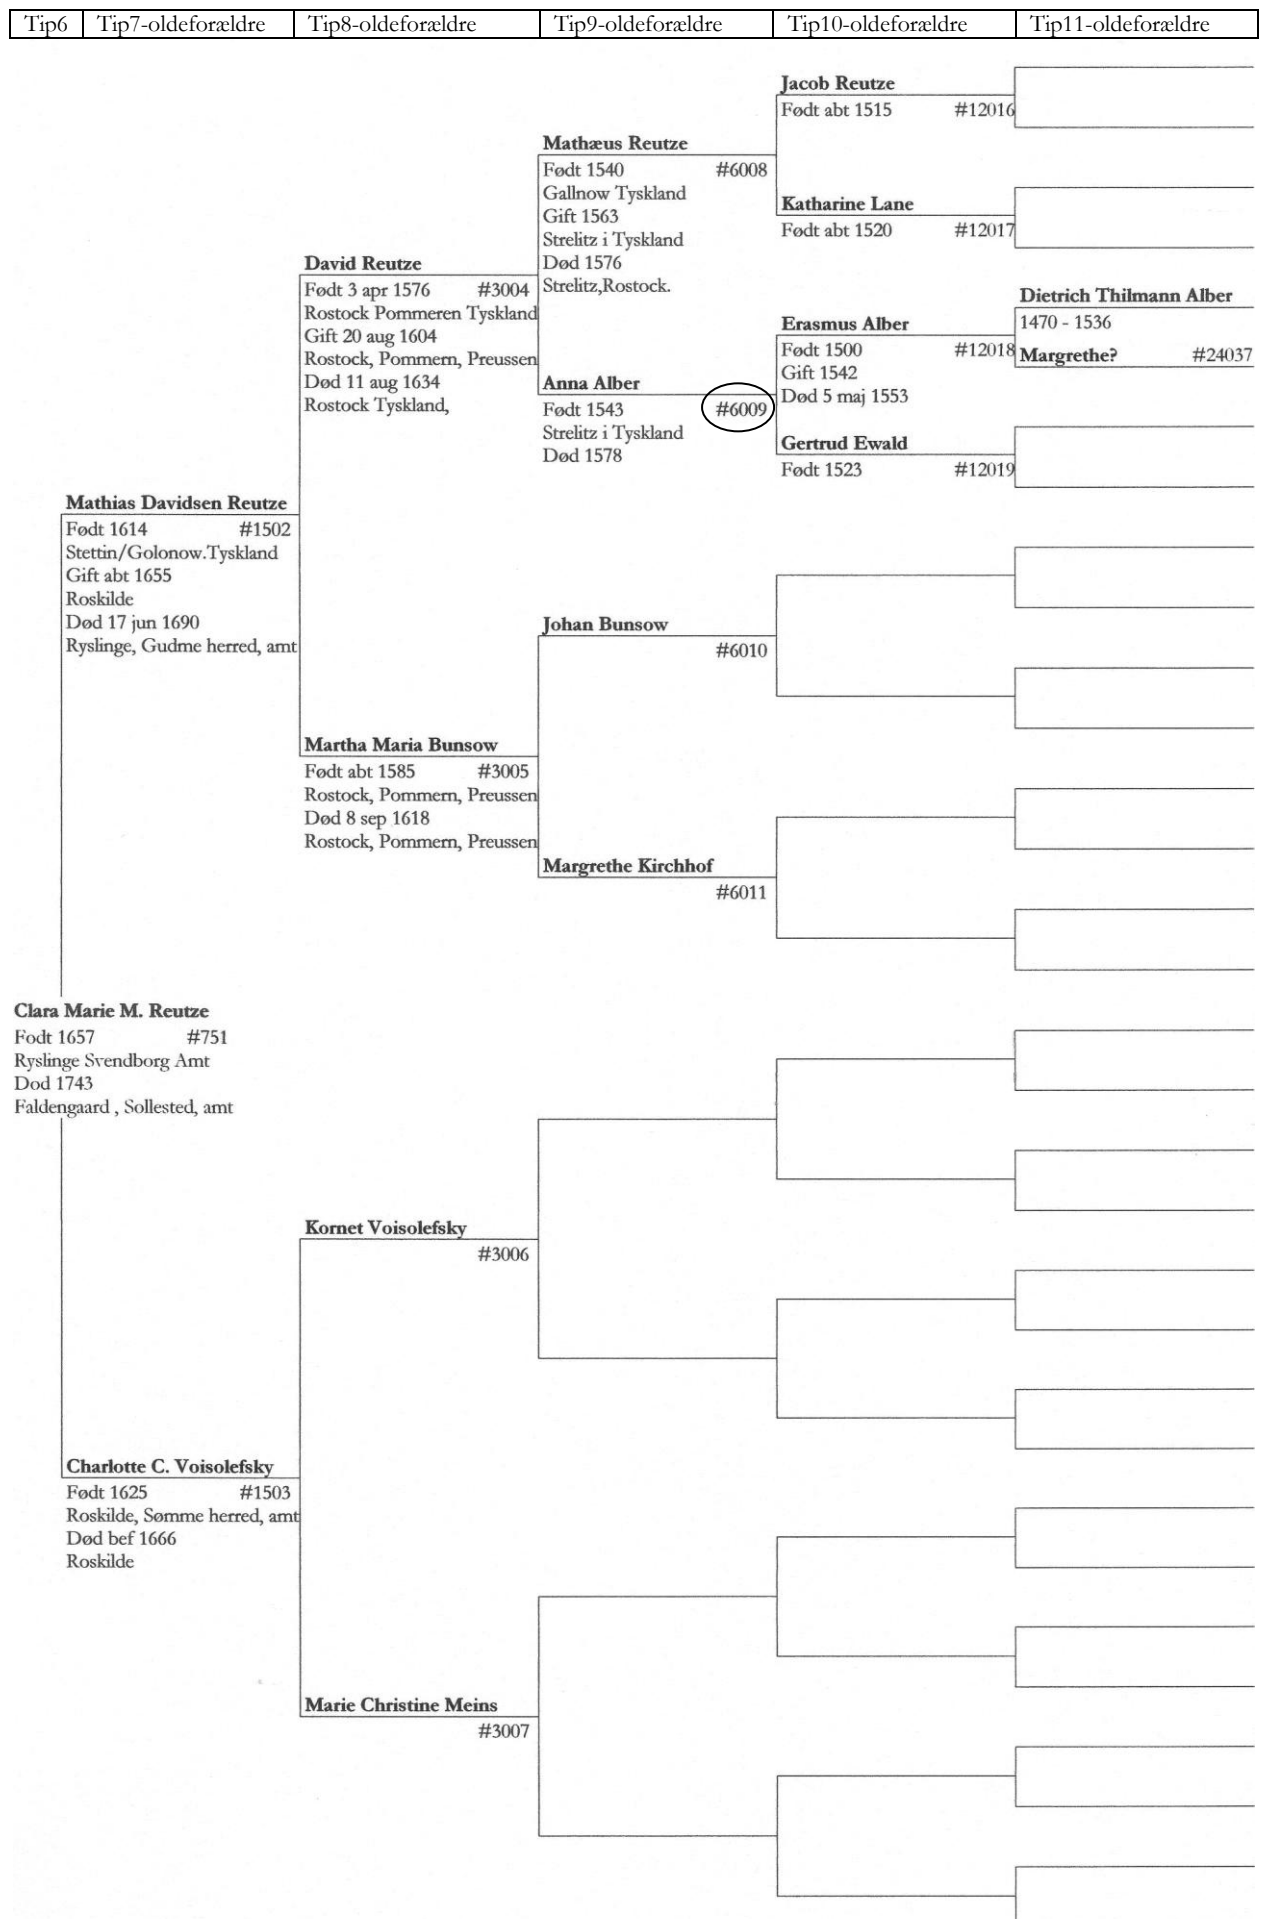 Tip6 Tip7-oldeforældre Tip8-oldeforældre Tip9-oldeforældre Tip10-oldeforældre Tip11-oldeforældre
Jacob Reutze
Født abt 1515 #12016
Mathæus Reutze
Født 1540 #6008
Gallnow Tyskland
Gift 1563
Strelitz i Tyskland
Død 1576
Strelitz,Rostock.
Katharine Lane
Født abt 1520 #12017
David Reutze
Født 3 apr 1576 #3004
Rostock Pommeren Tyskland
Gift 20 aug 1604
Rostock, Pommern, Preussen
Død 11 aug 1634
Rostock Tyskland,
Dietrich Thilmann Alber
1470 - 1536
Erasmus Alber
Født 1500 #12018
Gift 1542
Død 5 maj 1553
Margrethe? #24037
Anna Alber
Født 1543 #6009
Strelitz i Tyskland
Død 1578
Gertrud Ewald
Født 1523 #12019
Mathias Davidsen Reutze
Født 1614 #1502
Stettin/Golonow.Tyskland
Gift abt 1655
Roskilde
Død 17 jun 1690
Ryslinge, Gudme herred, amt
Johan Bunsow
#6010
Martha Maria Bunsow
Født abt 1585 #3005
Rostock, Pommern, Preussen
Død 8 sep 1618
Rostock, Pommern, Preussen
Margrethe Kirchhof
#6011
Clara Marie M. Reutze
Fodt 1657 #751
Ryslinge Svendborg Amt
Dod 1743
Faldengaard , Sollested, amt
Kornet Voisolefsky
#3006
Charlotte C. Voisolefsky
Født 1625 #1503
Roskilde, Sømme herred, amt
Død bef 1666
Roskilde
Marie Christine Meins
#3007